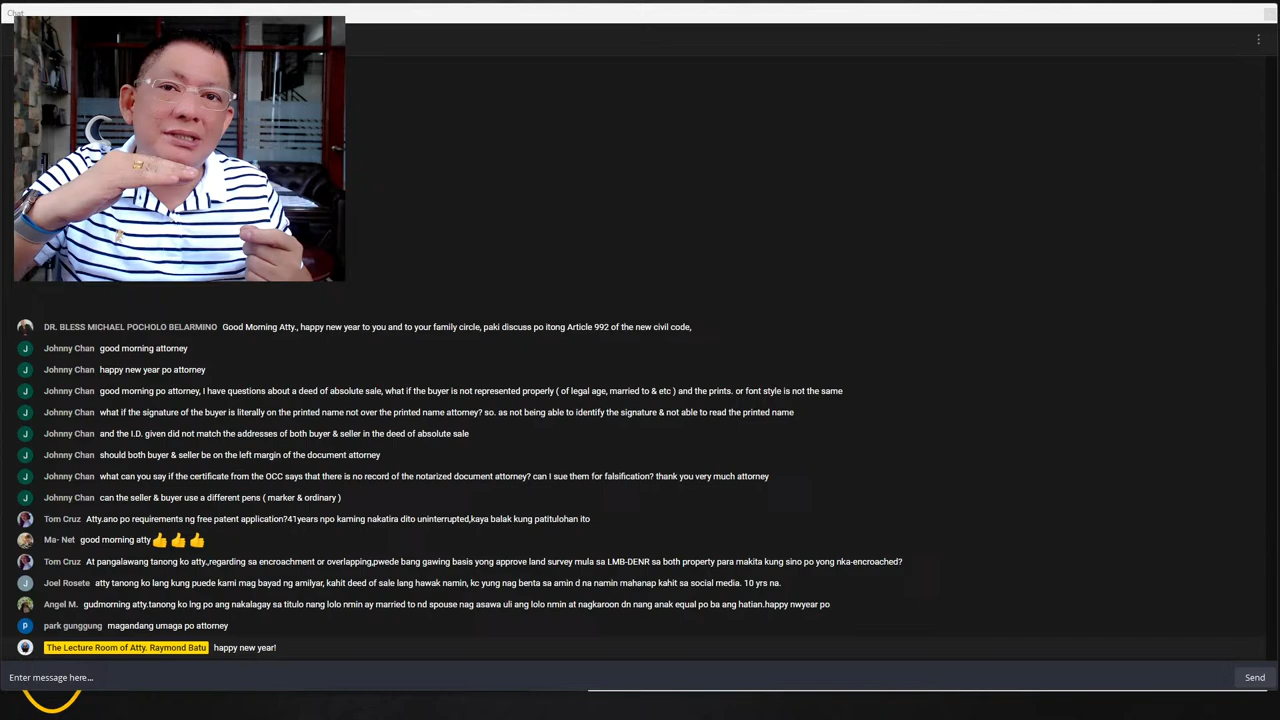 Chat
DR. BLESS MICHAEL POCHOLO BELARMINO Good Morning Atty., happy new year to you and to your family circle, paki discuss po itong Article 992 of the new civil code,
J Johnny Chan good morning attorney
J Johnny Chan happy new year po attorney
J Johnny Chan good morning po attorney, I have questions about a deed of absolute sale, what if the buyer is not represented properly ( of legal age, married to & etc ) and the prints. or font style is not the same
J Johnny Chan what if the signature of the buyer is literally on the printed name not over the printed name attorney? so. as not being able to identify the signature & not able to read the printed name
J Johnny Chan and the I.D. given did not match the addresses of both buyer & seller in the deed of absolute sale
J Johnny Chan should both buyer & seller be on the left margin of the document attorney
J Johnny Chan what can you say if the certificate from the OCC says that there is no record of the notarized document attorney? can I sue them for falsification? thank you very much attorney
J Johnny Chan can the seller & buyer use a different pens ( marker & ordinary )
Tom Cruz Atty.ano po requirements ng free patent application?41years npo kaming nakatira dito uninterrupted,kaya balak kung patitulohan ito
Ma- Net good morning atty👍👍👍
Tom Cruz At pangalawang tanong ko atty.,regarding sa encroachment or overlapping,pwede bang gawing basis yong approve land survey mula sa LMB-DENR sa both property para makita kung sino po yong nka-encroached?
J Joel Rosete atty tanong ko lang kung puede kami mag bayad ng amilyar, kahit deed of sale lang hawak namin, kc yung nag benta sa amin d na namin mahanap kahit sa social media. 10 yrs na.
Angel M. gudmorning atty.tanong ko lng po ang nakalagay sa titulo nang lolo nmin ay married to nd spouse nag asawa uli ang lolo nmin at nagkaroon dn nang anak equal po ba ang hatian.happy nwyear po
p park gunggung magandang umaga po attorney
The Lecture Room of Atty. Raymond Batu happy new year!
Enter message here... Send